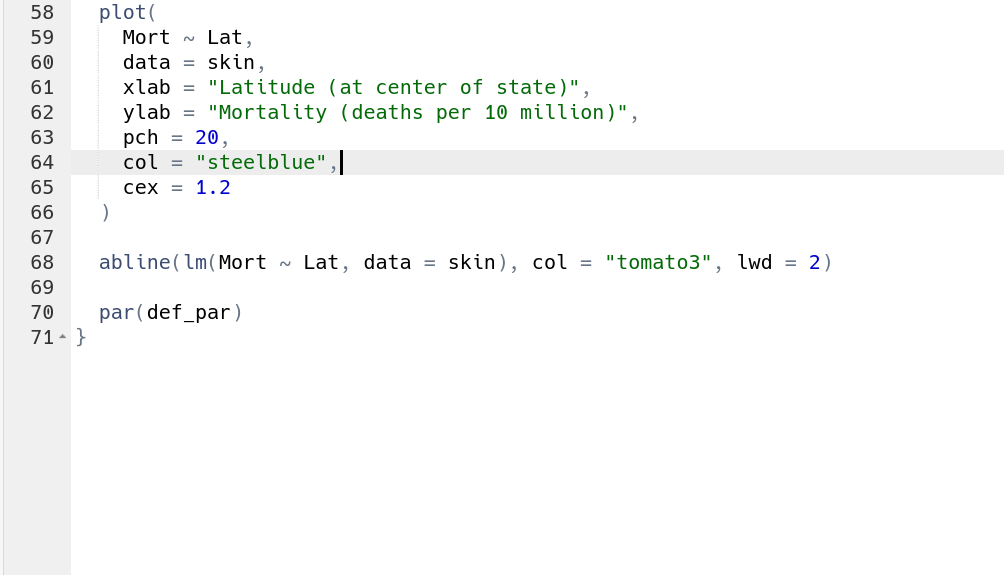 58 plot(
59 Mort ~ Lat,
60 data = skin,
61 xlab = "Latitude (at center of state)",
62 ylab = "Mortality (deaths per 10 million)",
63 pch = 20,
64 col = "steelblue",
65 cex = 1.2
66 )
67
68 abline(lm(Mort ~ Lat, data = skin), col = "tomato3", lwd = 2)
69
70 par(def_par)
71 }